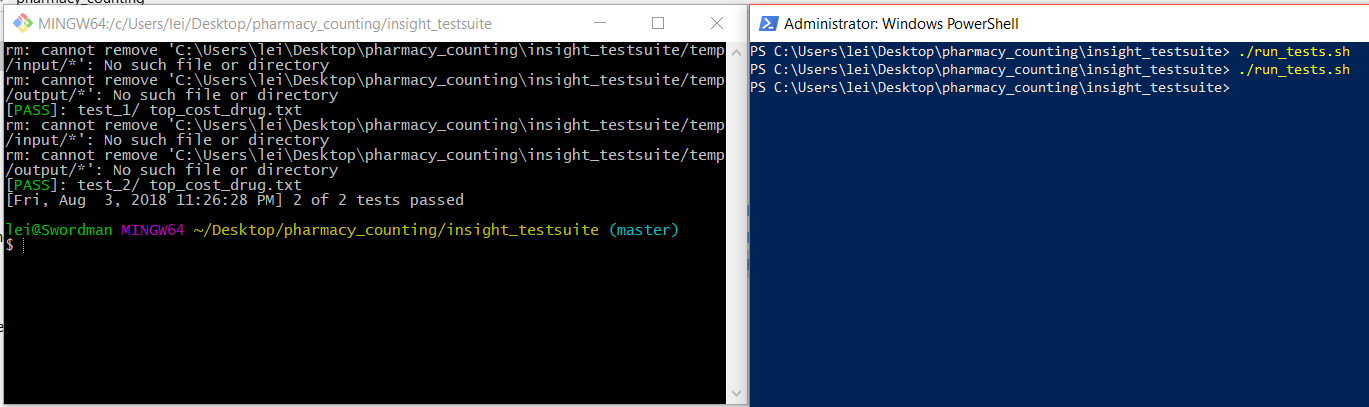 pharmacy_counting
MINGW64:/c/Users/lei/Desktop/pharmacy_counting/insight_testsuite
rm: cannot remove 'C:\Users\lei\Desktop\pharmacy_counting\insight_testsuite/temp
/input/*': No such file or directory
rm: cannot remove 'C:\Users\lei\Desktop\pharmacy_counting\insight_testsuite/temp
/output/*': No such file or directory
[PASS]: test_1/ top_cost_drug.txt
rm: cannot remove 'C:\Users\lei\Desktop\pharmacy_counting\insight_testsuite/temp
/input/*': No such file or directory
rm: cannot remove 'C:\Users\lei\Desktop\pharmacy_counting\insight_testsuite/temp
/output/*': No such file or directory
[PASS]: test_2/ top_cost_drug.txt
[Fri, Aug  3, 2018 11:26:28 PM] 2 of 2 tests passed
lei@Swordman MINGW64 ~/Desktop/pharmacy_counting/insight_testsuite (master)
$
Administrator: Windows PowerShell
PS C:\Users\lei\Desktop\pharmacy_counting\insight_testsuite> ./run_tests.sh
PS C:\Users\lei\Desktop\pharmacy_counting\insight_testsuite> ./run_tests.sh
PS C:\Users\lei\Desktop\pharmacy_counting\insight_testsuite>